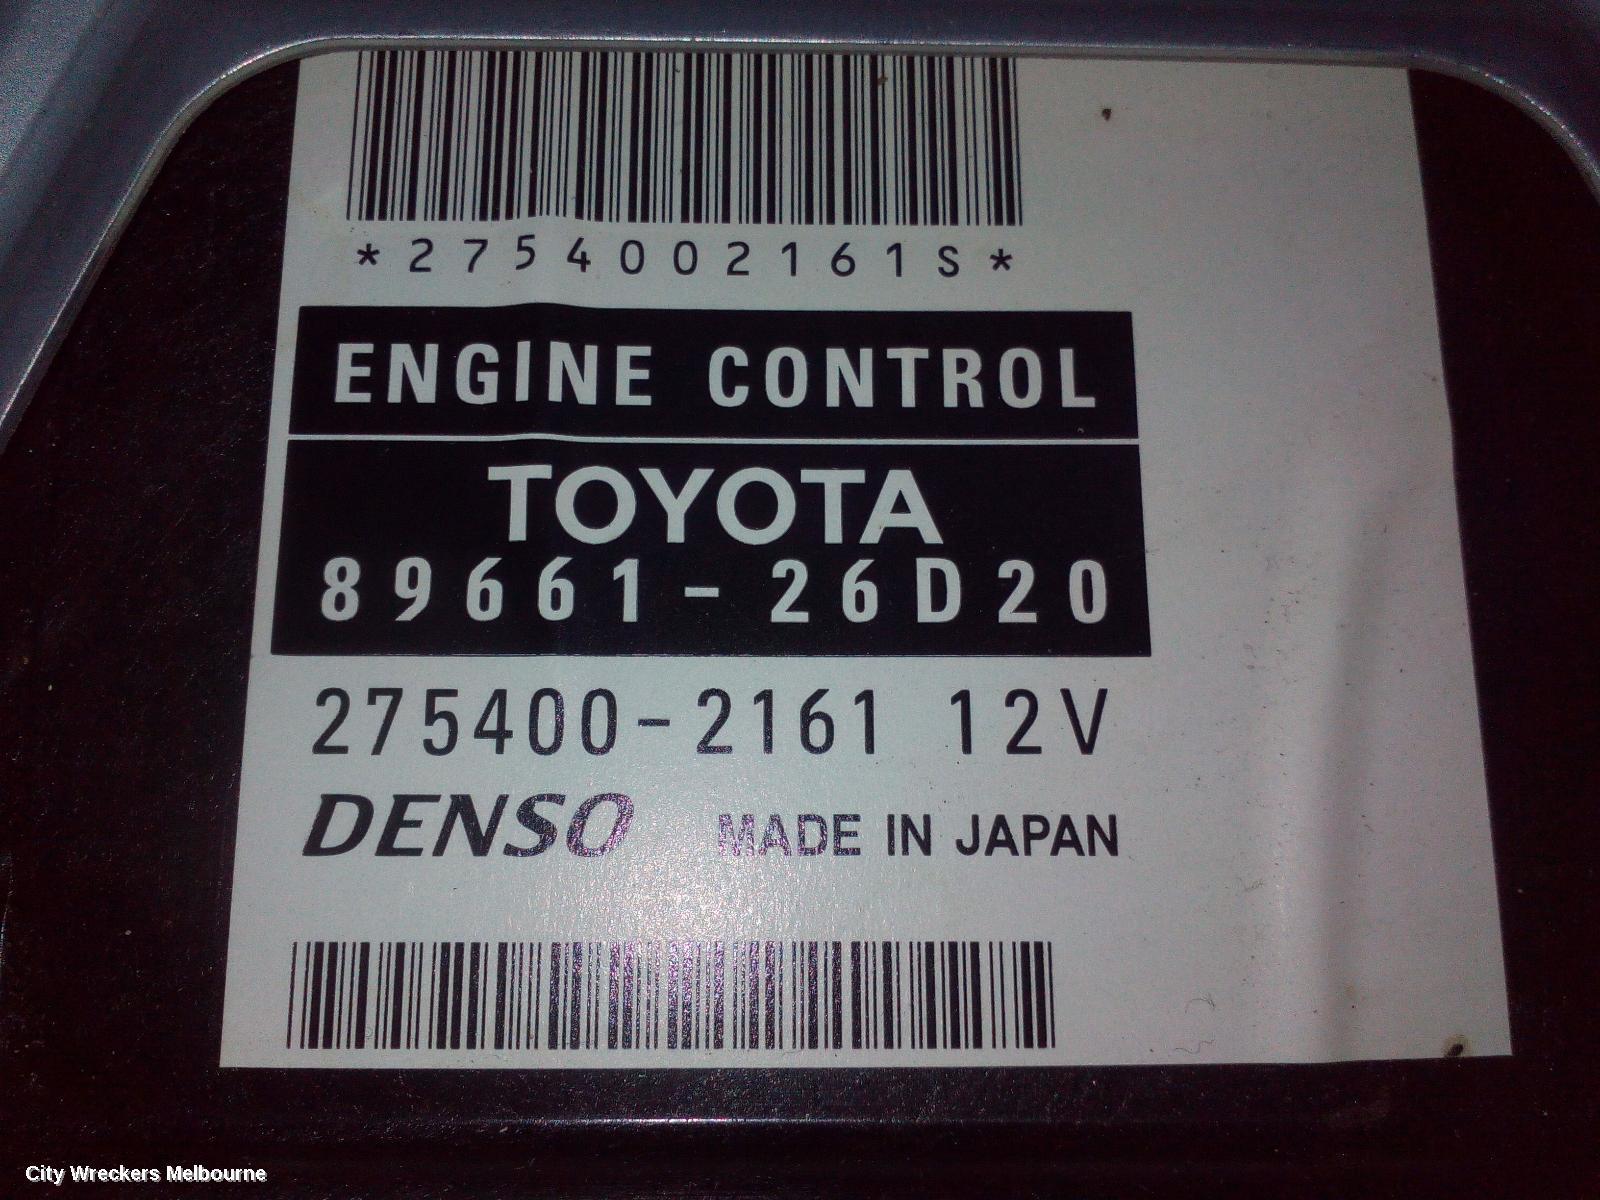 *2754002161S*
ENGINE CONTROL
TOYOTA
89661-26D20
275400-2161 12V
DENSO MADE IN JAPAN
City Wreckers Melbourne